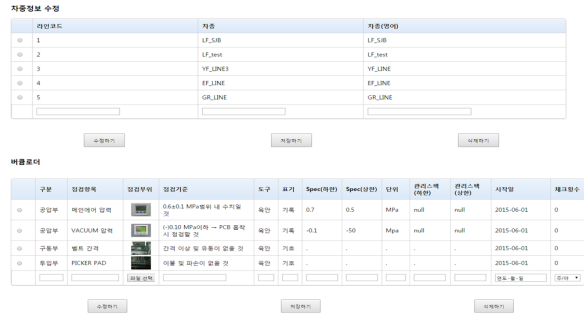 차종정보 수정
라인코드 차종 차종(영어)
1 LF_SJB LF_SJB
2 LF_test LF_test
3 YF_LINE3 YF_LINE
4 EF_LINE EF_LINE
5 GR_LINE GR_LINE
수정하기 저장하기 삭제하기
버클로더
구분 점검항목 점검부위 점검기준 도구 표기 Spec(하한) Spec(상한) 단위 관리스펙(하한) 관리스펙(상한) 시작일 체크횟수
공압부 메인에어 압력 0.6±0.1 MPa범위 내 수치일 것 육안 기록 0.7 0.5 MPa null null 2015-06-01 0
공압부 VACUUM 압력 (-)0.10 MPa이하 → PCB 흡착시 점검할 것 육안 기록 -0.1 -50 Mpa null null 2015-06-01 0
구동부 벨트 간격 간격 이상 및 유동이 없을 것 육안 기호 . . . . . 2015-06-01 0
투입부 PICKER PAD 이물 및 파손이 없을 것 육안 기호 . . . . . 2015-06-01 0
파일 선택 연도-월-일 주/야
수정하기 저장하기 삭제하기